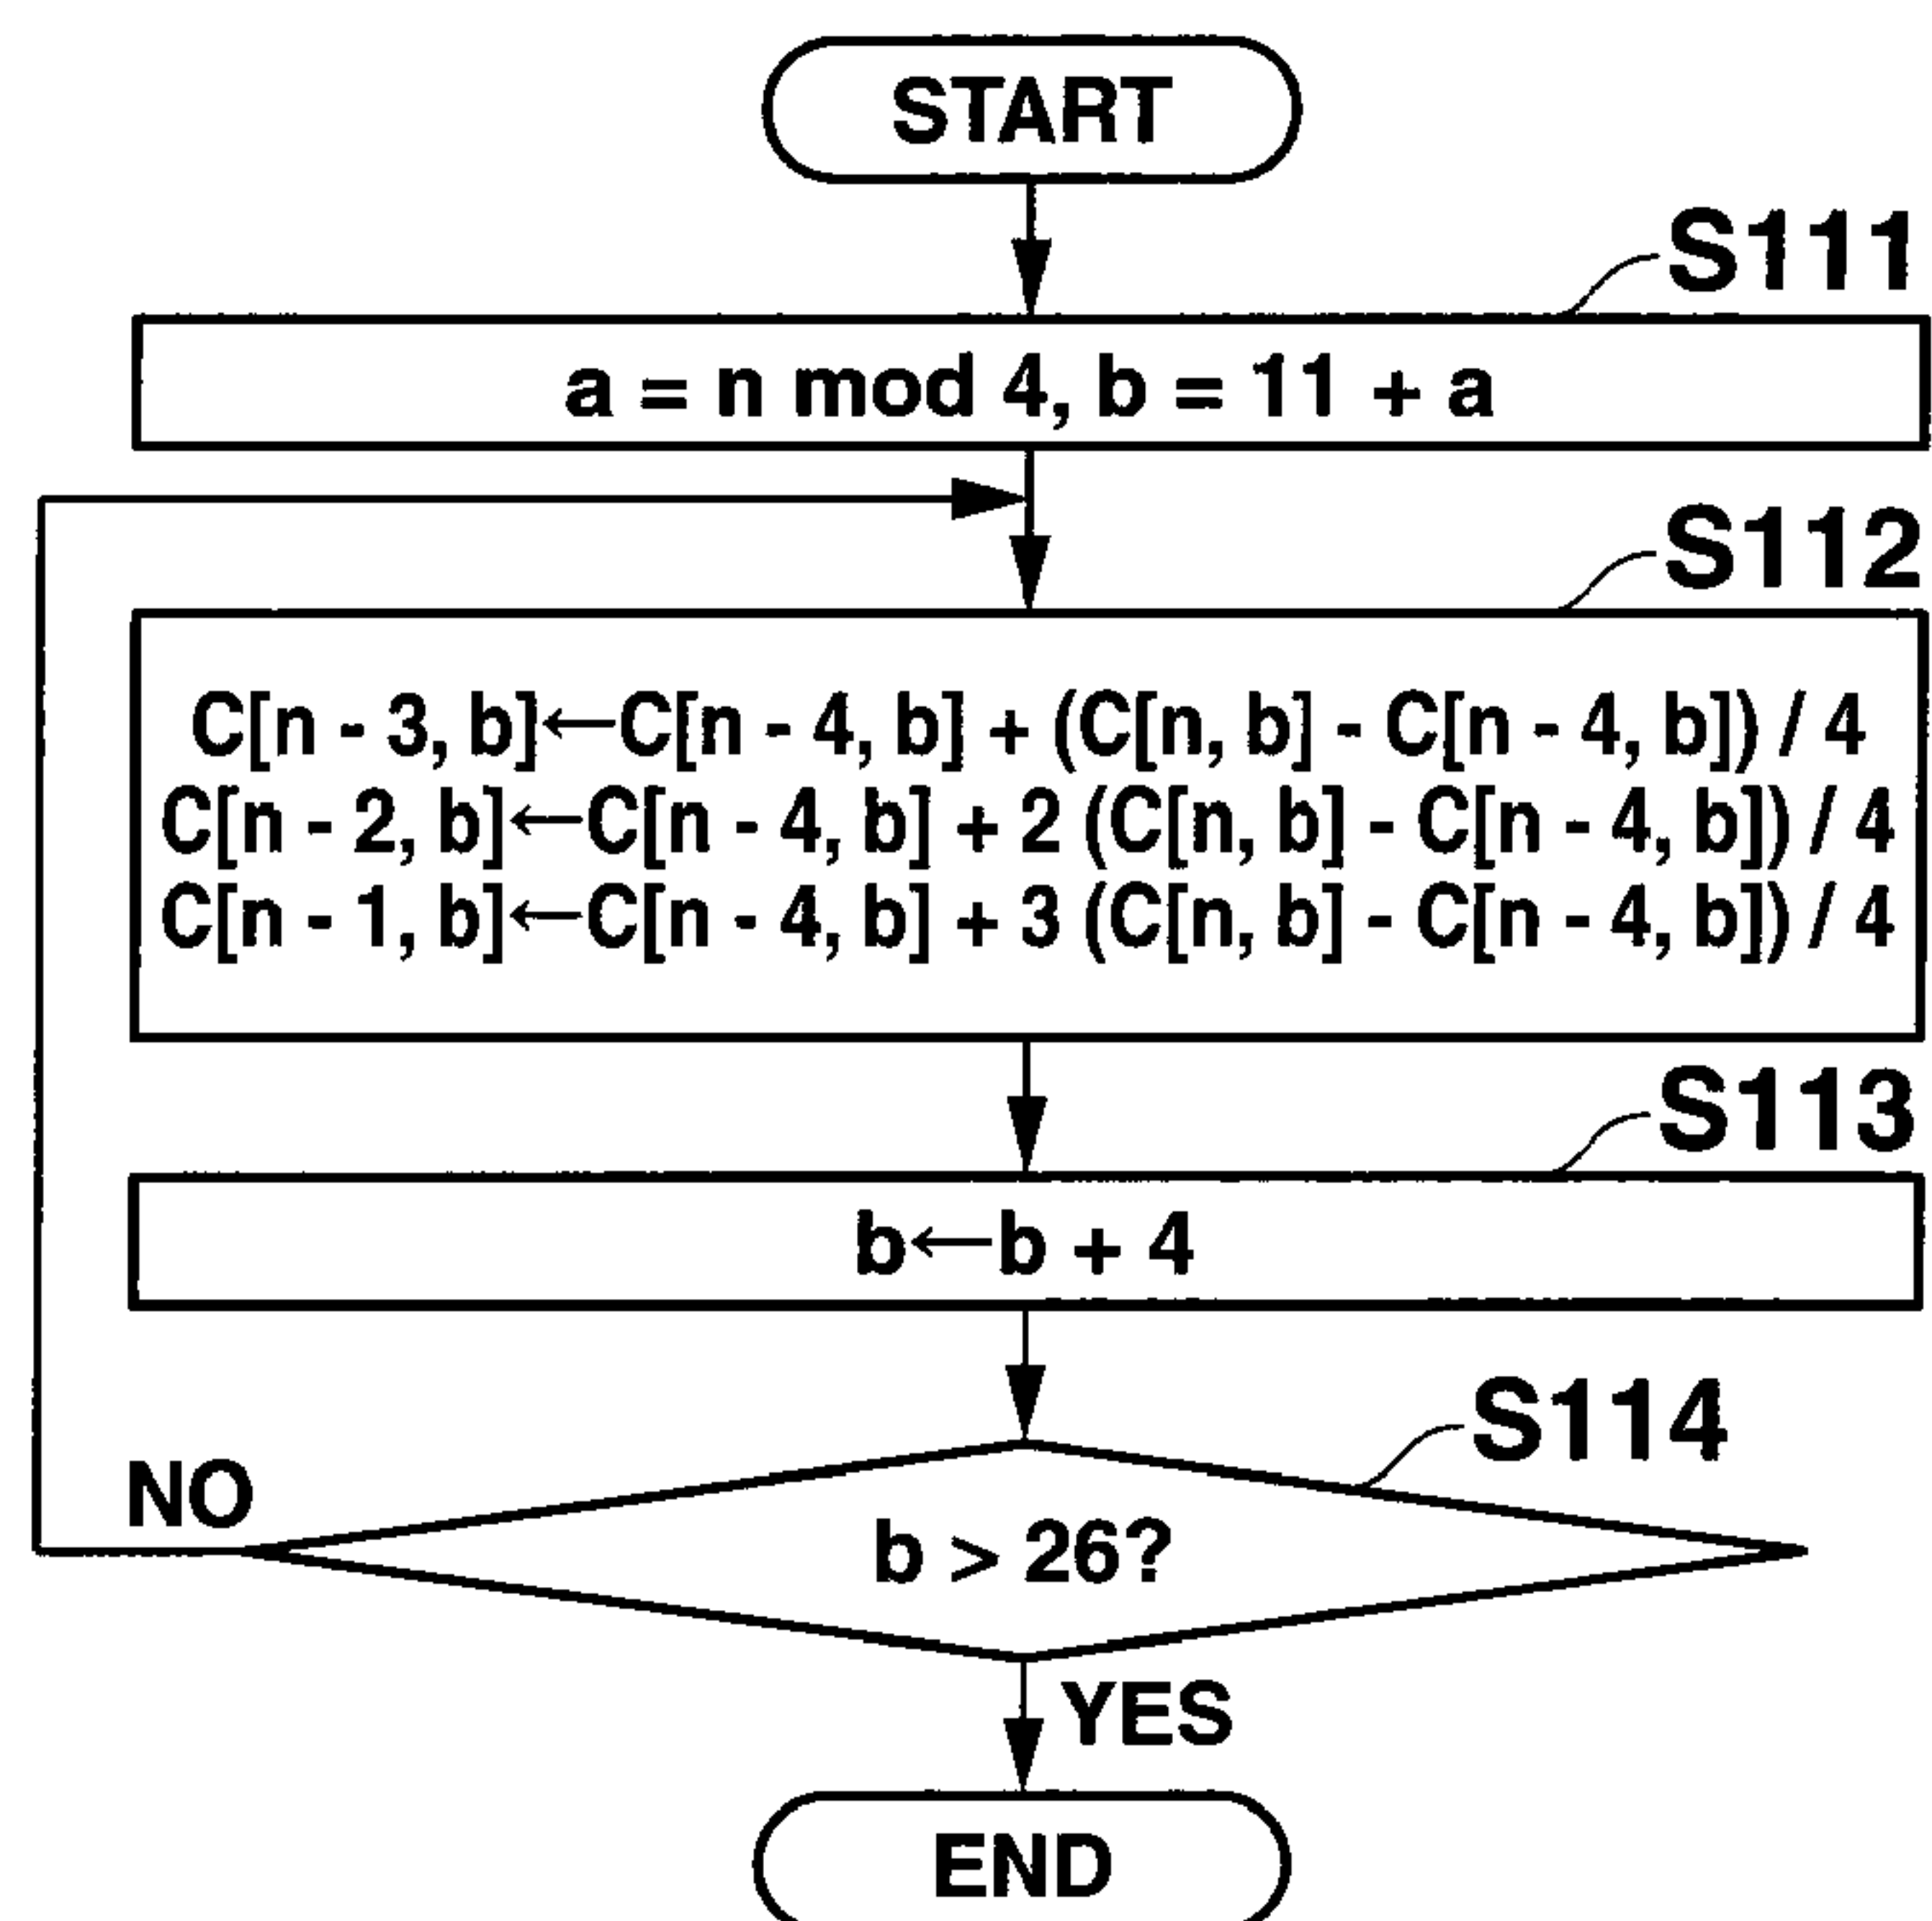 START
S111
a = n mod 4, b = 11 + a
S112
C[n - 3, b]←C[n - 4, b] + (C[n, b] - C[n - 4, b]) / 4
C[n - 2, b]←C[n - 4, b] + 2 (C[n, b] - C[n - 4, b]) / 4
C[n - 1, b]←C[n - 4, b] + 3 (C[n, b] - C[n - 4, b]) / 4
S113
b←b + 4
S114
NO
b > 26?
YES
END